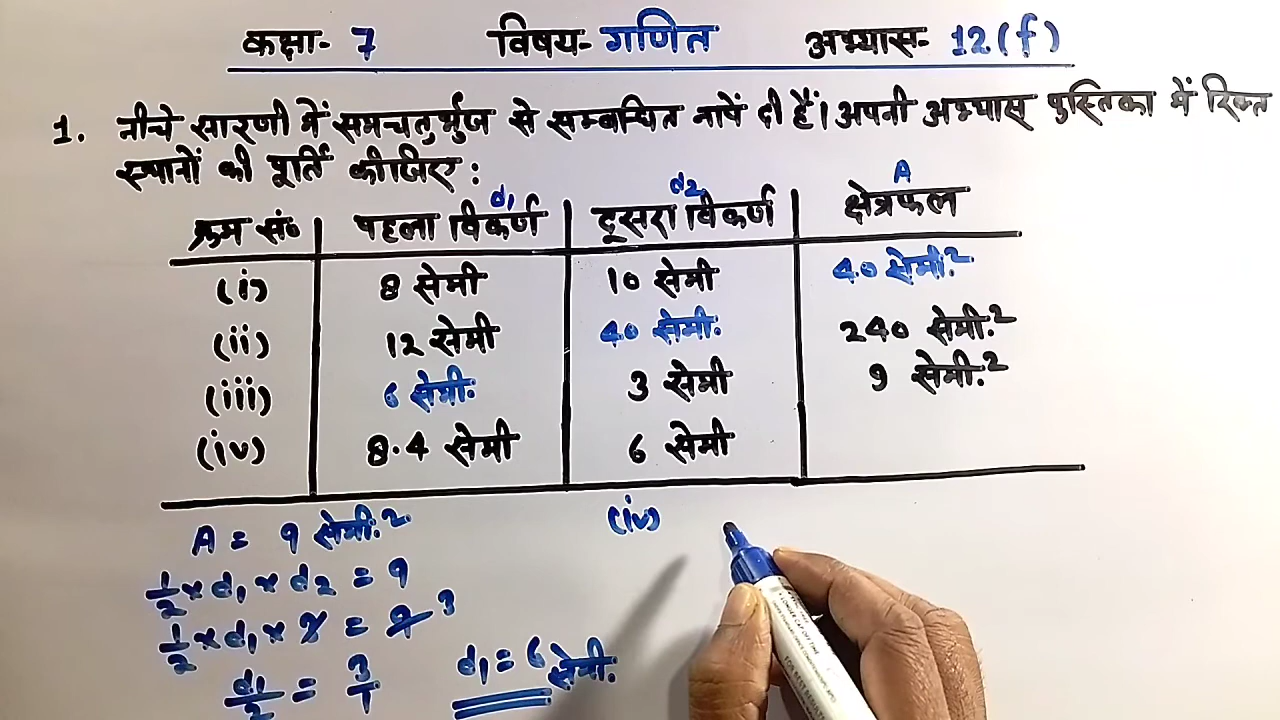 कक्षा- 7 विषय- गणित अभ्यास- 12(f)
1. नीचे सारणी में समचतुर्भुज से सम्बन्धित नापें दी हैं। अपनी अभ्यास पुस्तिका में रिक्त
स्थानों की पूर्ति कीजिए :
d₁ d₂ A
क्रम सं० पहला विकर्ण दूसरा विकर्ण क्षेत्रफल
(i) 8 सेमी 10 सेमी 40 सेमी.²
(ii) 12 सेमी 40 सेमी. 240 सेमी.²
(iii) 6 सेमी. 3 सेमी 9 सेमी.²
(iv) 8.4 सेमी 6 सेमी
A = 9 सेमी.²
(iv)
1/2 × d₁ × d₂ = 9
1/2 × d₁ × 3 = 9 3
d₁/2 = 3/1
d₁ = 6 सेमी.